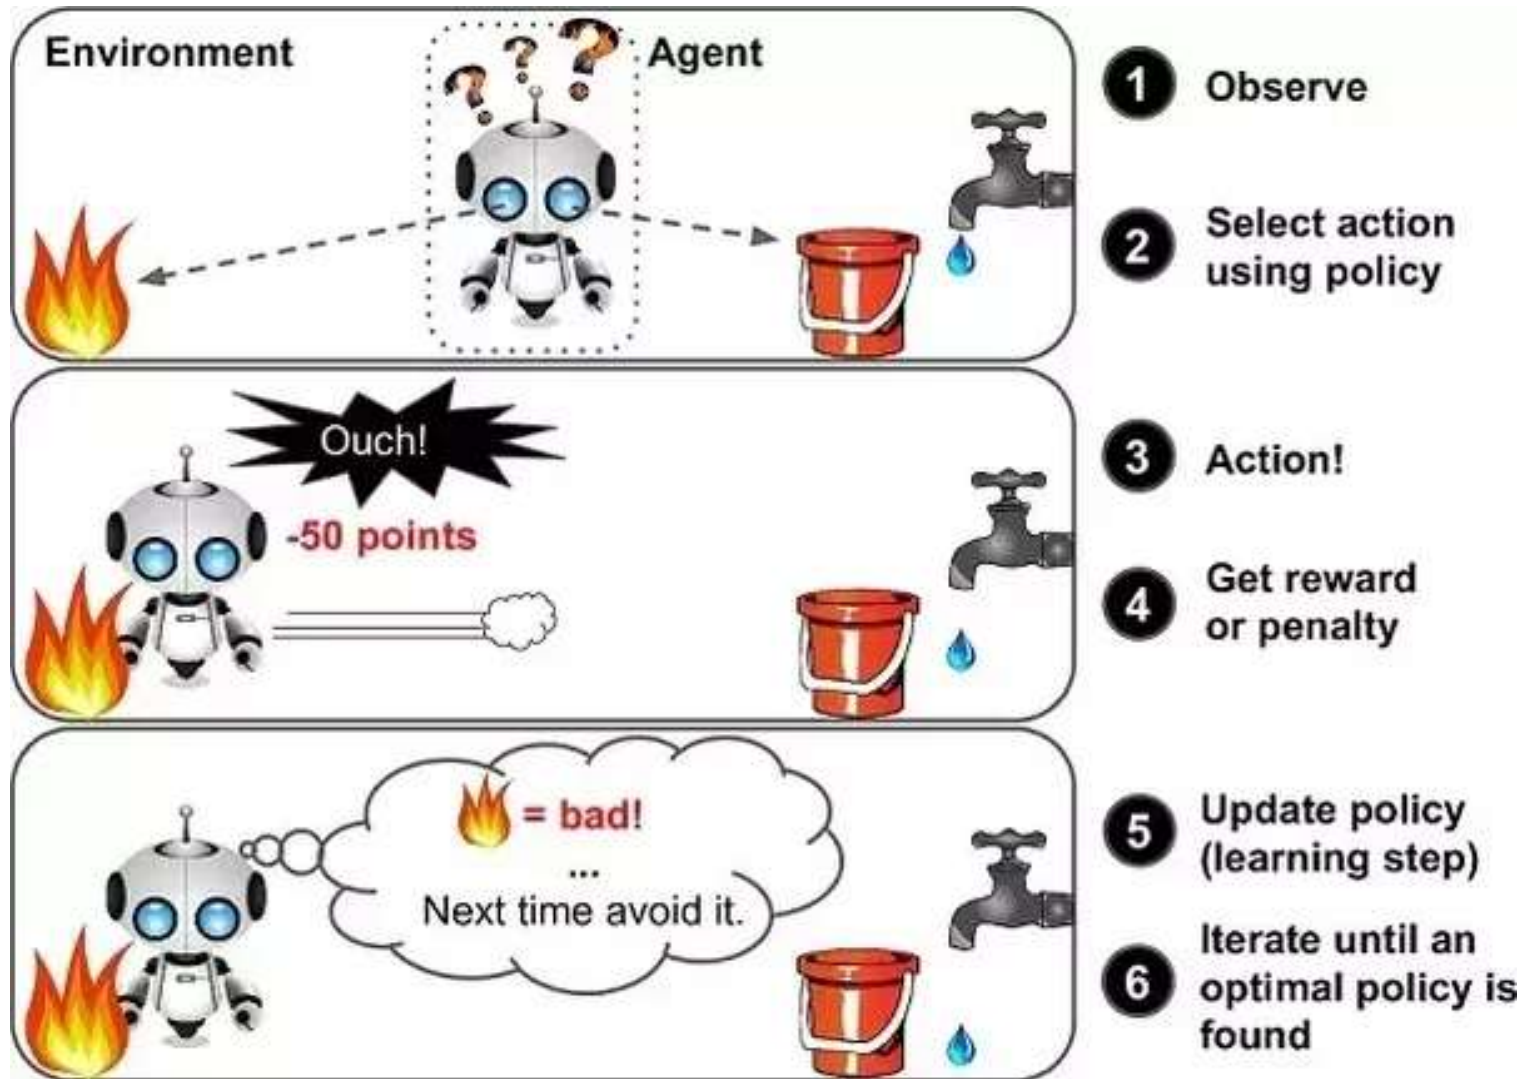 Environment
Agent
1 Observe
2 Select action
using policy
Ouch!
-50 points
3 Action!
4 Get reward
or penalty
= bad!
...
Next time avoid it.
5 Update policy
(learning step)
6 Iterate until an
optimal policy is
found